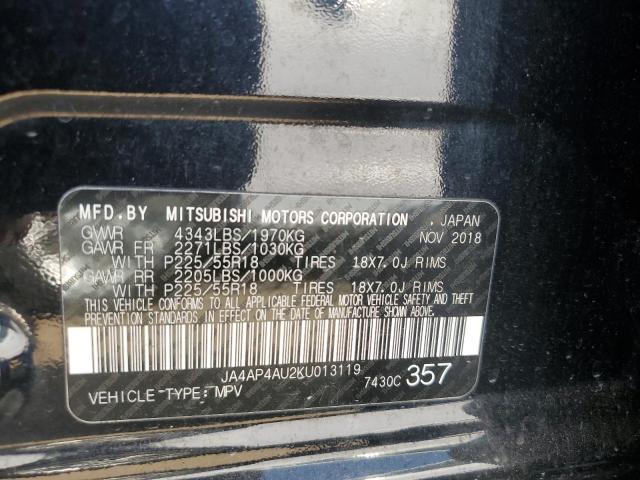 MFD.BY MITSUBISHI MOTORS CORPORATION , JAPAN
GVWR 4343LBS/1970KG NOV 2018
GAWR FR 2271LBS/1030KG
WITH P225/55R18 TIRES 18X7.0J RIMS
GAWR RR 2205LBS/1000KG
WITH P225/55R18 TIRES 18X7.0J RIMS
THIS VEHICLE CONFORMS TO ALL APPLICABLE FEDERAL MOTOR VEHICLE SAFETY AND THEFT
PREVENTION STANDARDS IN EFFECT ON THE DATE OF MANUFACTURE SHOWN ABOVE.
JA4AP4AU2KU013119
VEHICLE TYPE:MPV 7430C 357